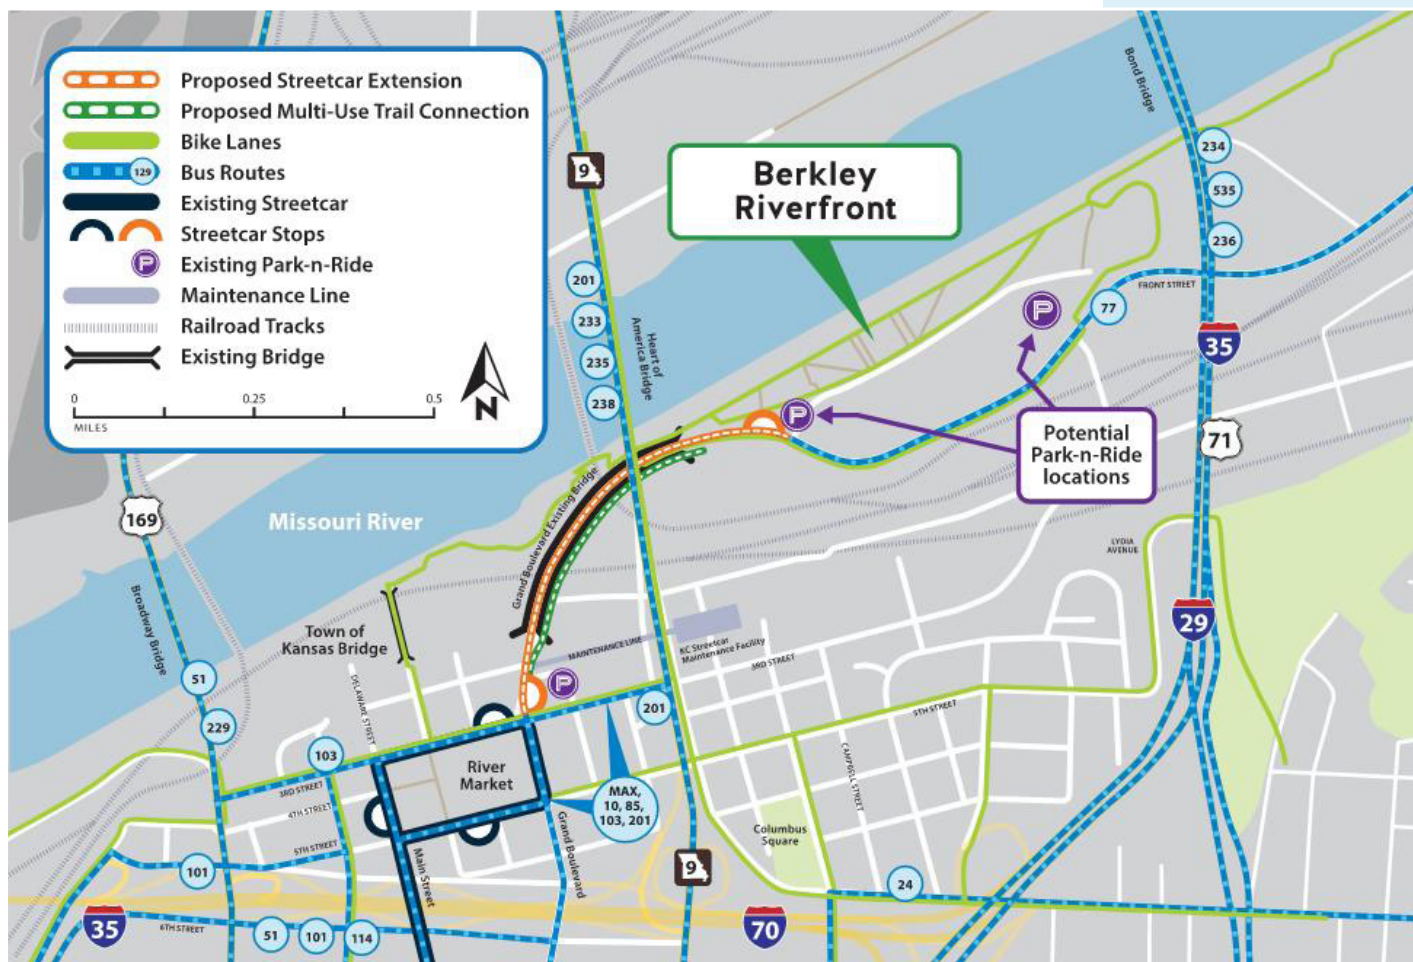 Proposed Streetcar Extension
Proposed Multi-Use Trail Connection
Bike Lanes
129
Bus Routes
Existing Streetcar
Streetcar Stops
P
Existing Park-n-Ride
Maintenance Line
Railroad Tracks
Existing Bridge
0
0.25
0.5
MILES
N
9
Berkley
Riverfront
Bond Bridge
234
535
236
201
233
235
238
Heart of
America Bridge
FRONT STREET
77
P
35
71
P
Potential
Park-n-Ride
locations
169
Missouri River
Grand Boulevard Existing Bridge
LYDIA
AVENUE
Broadway Bridge
Town of
Kansas Bridge
MAINTENANCE LINE
KC Streetcar
Maintenance Facility
3RD STREET
29
51
229
DELAWARE STREET
P
201
5TH STREET
103
3RD STREET
4TH STREET
5TH STREET
River
Market
MAX,
10, 85,
103, 201
CAMPBELL STREET
Columbus
Square
101
Main Street
Grand Boulevard
9
24
35
6TH STREET
51
101
114
70